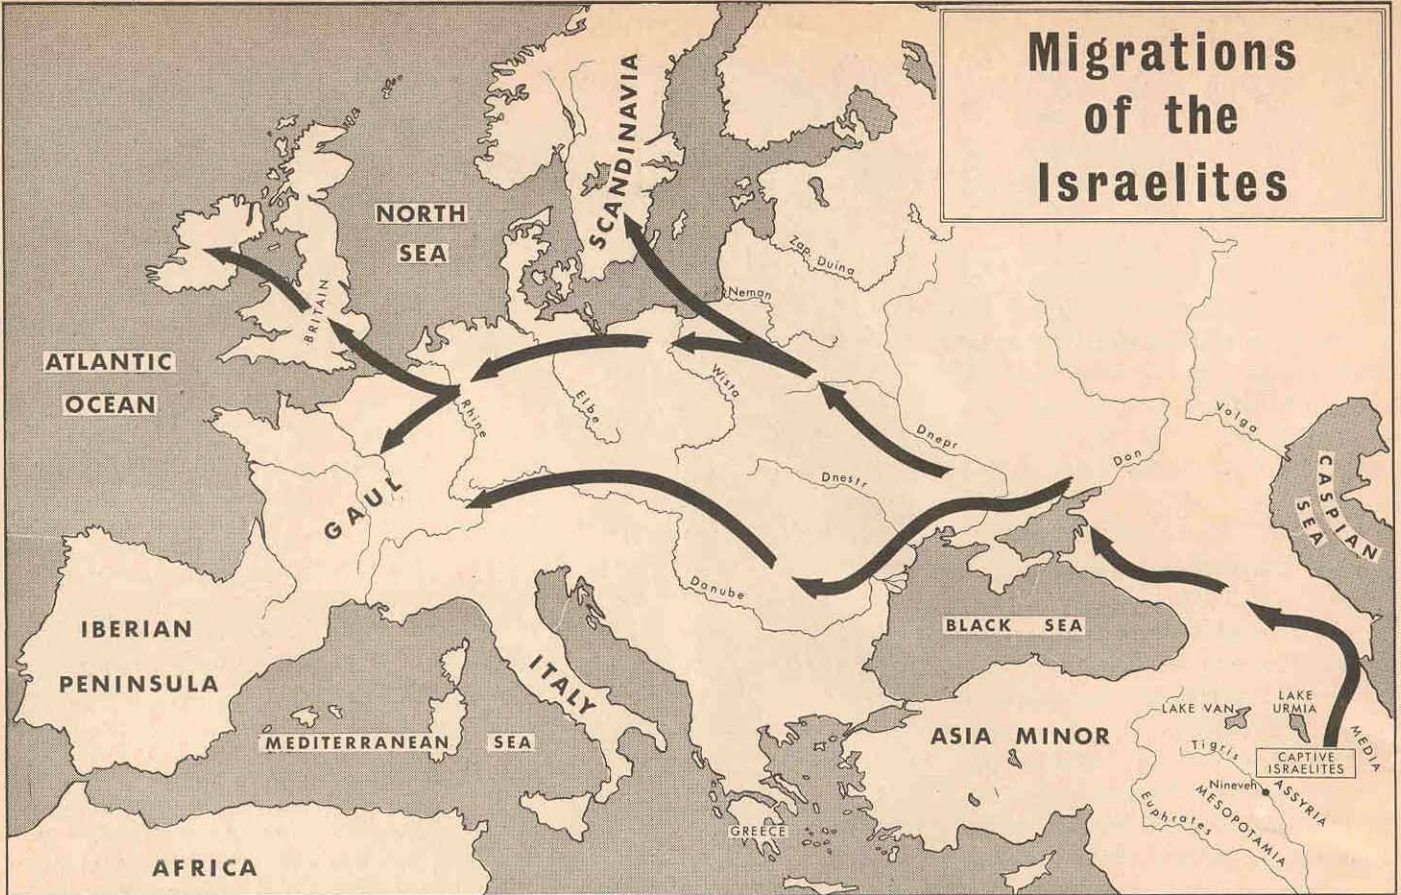 Migrations
of the
Israelites
SCANDINAVIA
NORTH
SEA
Zap. Duina
Neman
BRITAIN
ATLANTIC
OCEAN
Wista
Elbe
Rhine
Volga
Dnepr
Don
Dnestr
CASPIAN
SEA
GAUL
Danube
IBERIAN
PENINSULA
BLACK SEA
ITALY
LAKE VAN
LAKE
URMIA
MEDITERRANEAN SEA
ASIA MINOR
MEDIA
Tigris
CAPTIVE
ISRAELITES
Nineveh
ASSYRIA
MESOPOTAMIA
Euphrates
GREECE
AFRICA